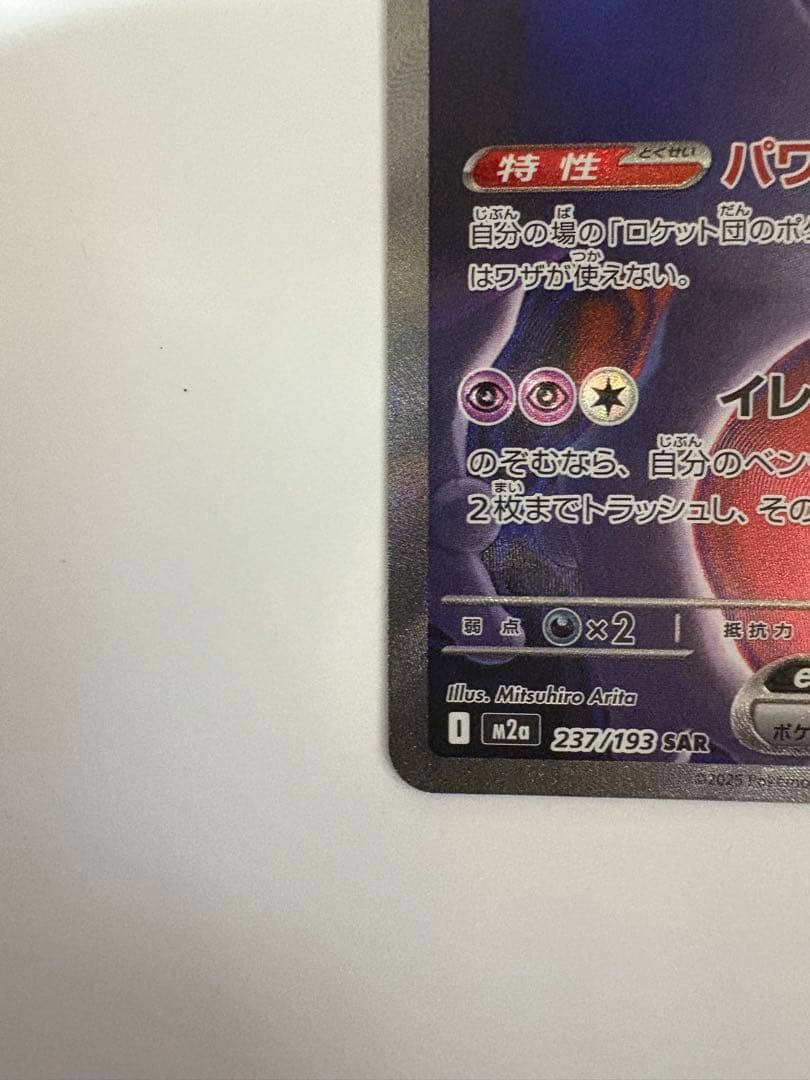 特性 とくせい パワ
じぶん ば だん
自分の場の「ロケット団のポケ
つか
はワザが使えない。
イレ
じぶん
のぞむなら、自分のベン
まい
2枚までトラッシュし、その
弱点 ×2 抵抗力
Illus. Mitsuhiro Arita
I M2a 237/193 SAR
ポケ
©2025 Pokémo